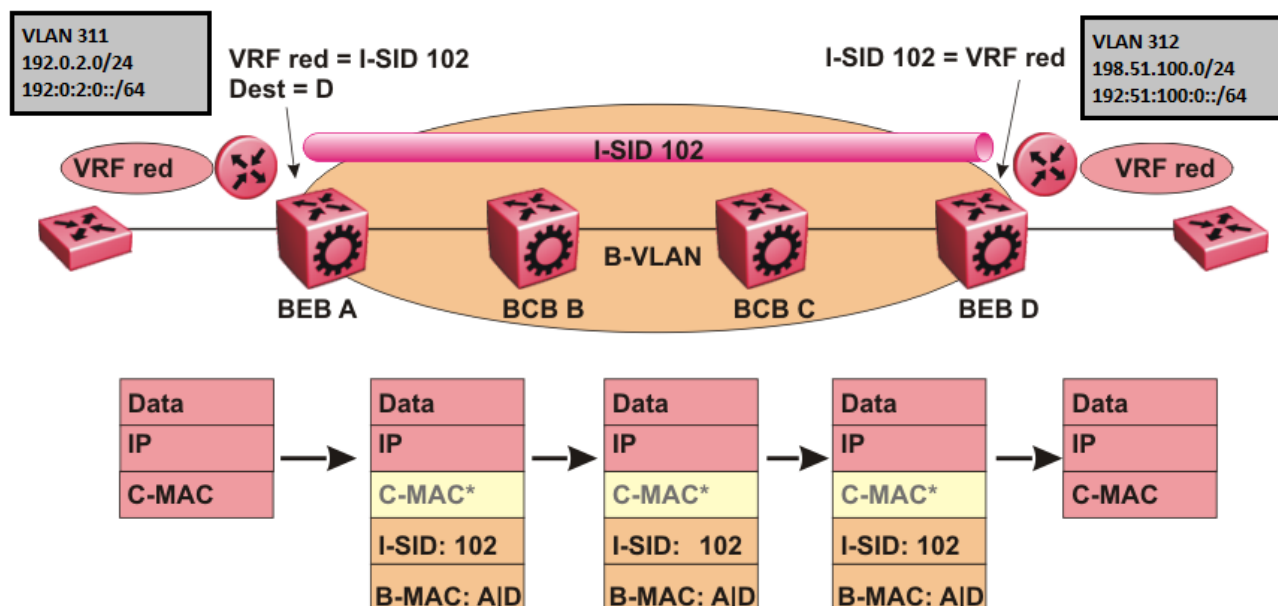 VLAN 311
192.0.2.0/24
192:0:2:0::/64
VRF red = I-SID 102
Dest = D
I-SID 102 = VRF red
VLAN 312
198.51.100.0/24
192:51:100:0::/64
I-SID 102
VRF red
VRF red
B-VLAN
BEB A
BCB B
BCB C
BEB D
Data
IP
C-MAC
Data
IP
C-MAC*
I-SID: 102
B-MAC: A|D
Data
IP
C-MAC*
I-SID: 102
B-MAC: A|D
Data
IP
C-MAC*
I-SID: 102
B-MAC: A|D
Data
IP
C-MAC